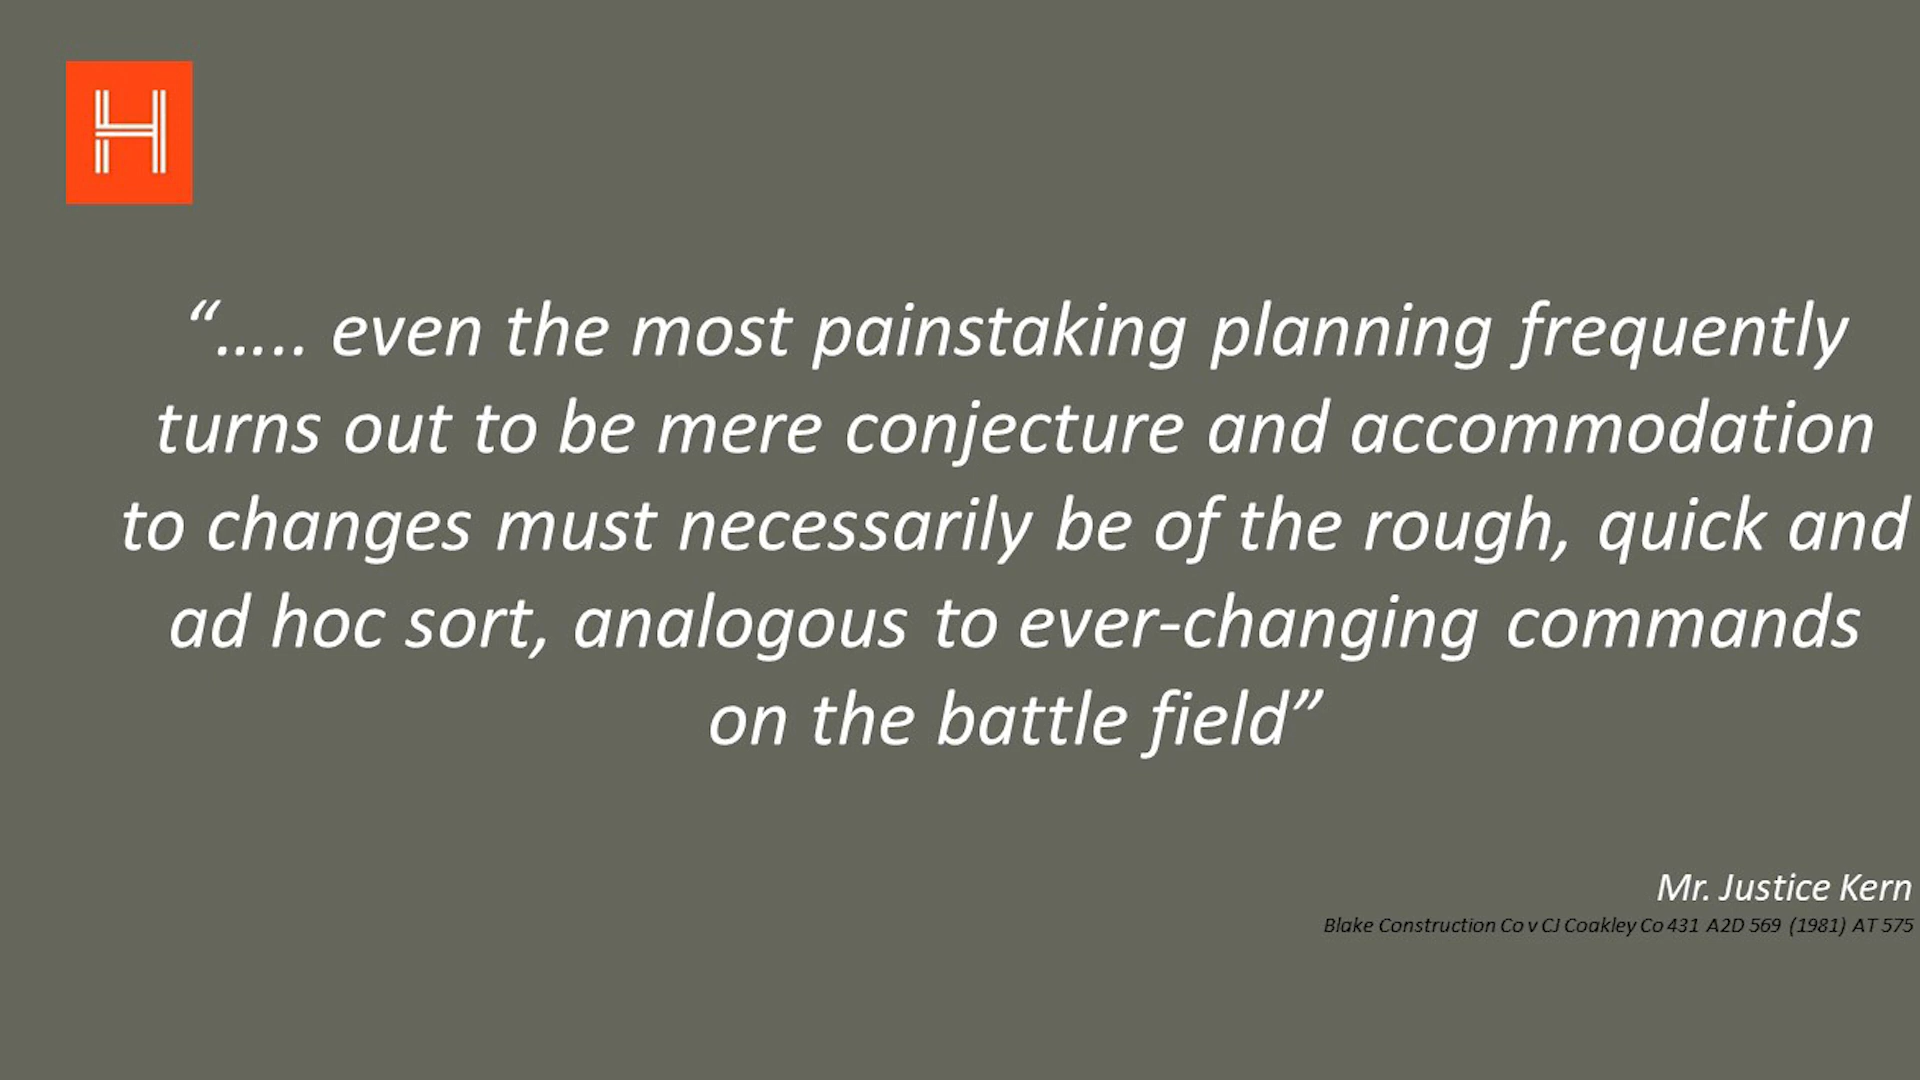 H
“….. even the most painstaking planning frequently
turns out to be mere conjecture and accommodation
to changes must necessarily be of the rough, quick and
ad hoc sort, analogous to ever-changing commands
on the battle field”
Mr. Justice Kern
Blake Construction Co v CJ Coakley Co 431 A2D 569 (1981) AT 575